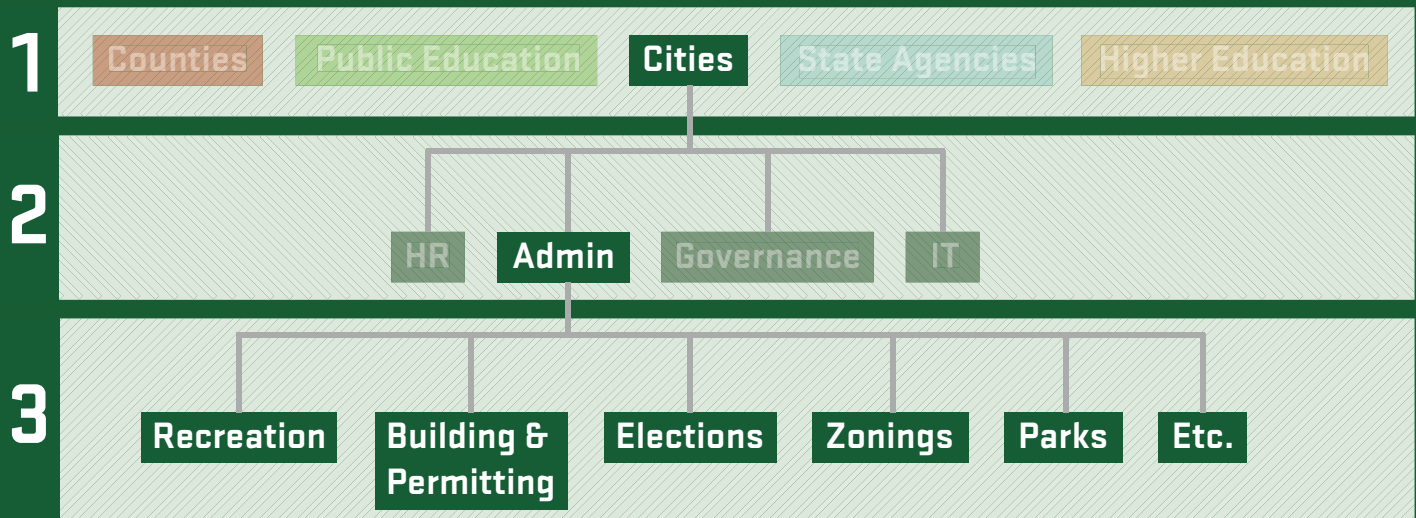 1
Counties
Public Education
Cities
State Agencies
Higher Education
2
HR
Admin
Governance
IT
3
Recreation
Building &
Permitting
Elections
Zonings
Parks
Etc.